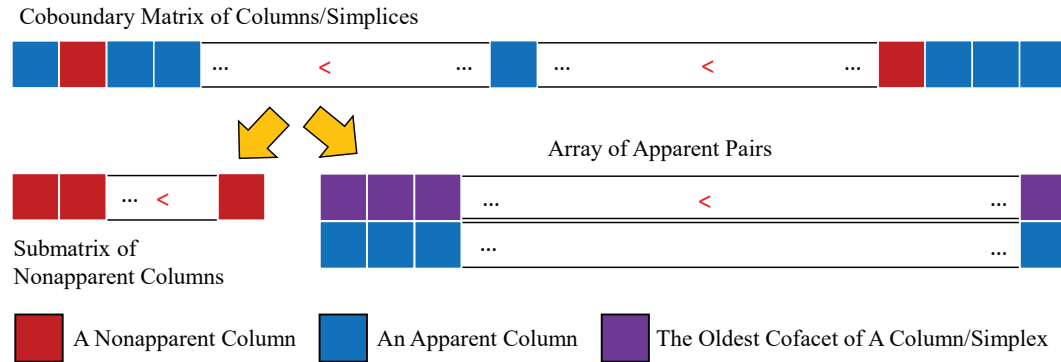 Coboundary Matrix of Columns/Simplices
... < ... ... < ...
Array of Apparent Pairs
... <
... < ...
Submatrix of
Nonapparent Columns
... ...
A Nonapparent Column
An Apparent Column
The Oldest Cofacet of A Column/Simplex